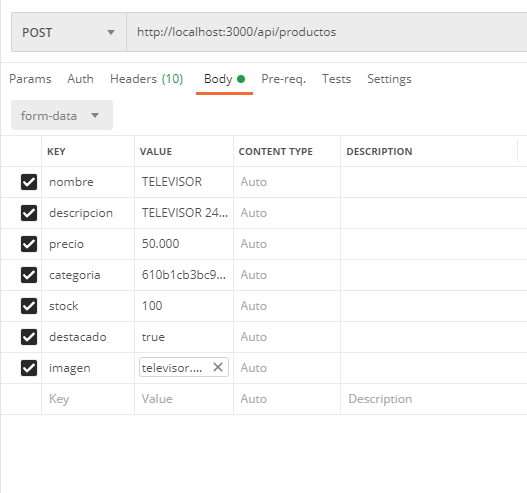 POST http://localhost:3000/api/productos
Params Auth Headers (10) Body Pre-req. Tests Settings
form-data
KEY VALUE CONTENT TYPE DESCRIPTION
nombre TELEVISOR Auto
descripcion TELEVISOR 24... Auto
precio 50.000 Auto
categoria 610b1cb3bc9... Auto
stock 100 Auto
destacado true Auto
imagen televisor.... Auto
Key Value Auto Description